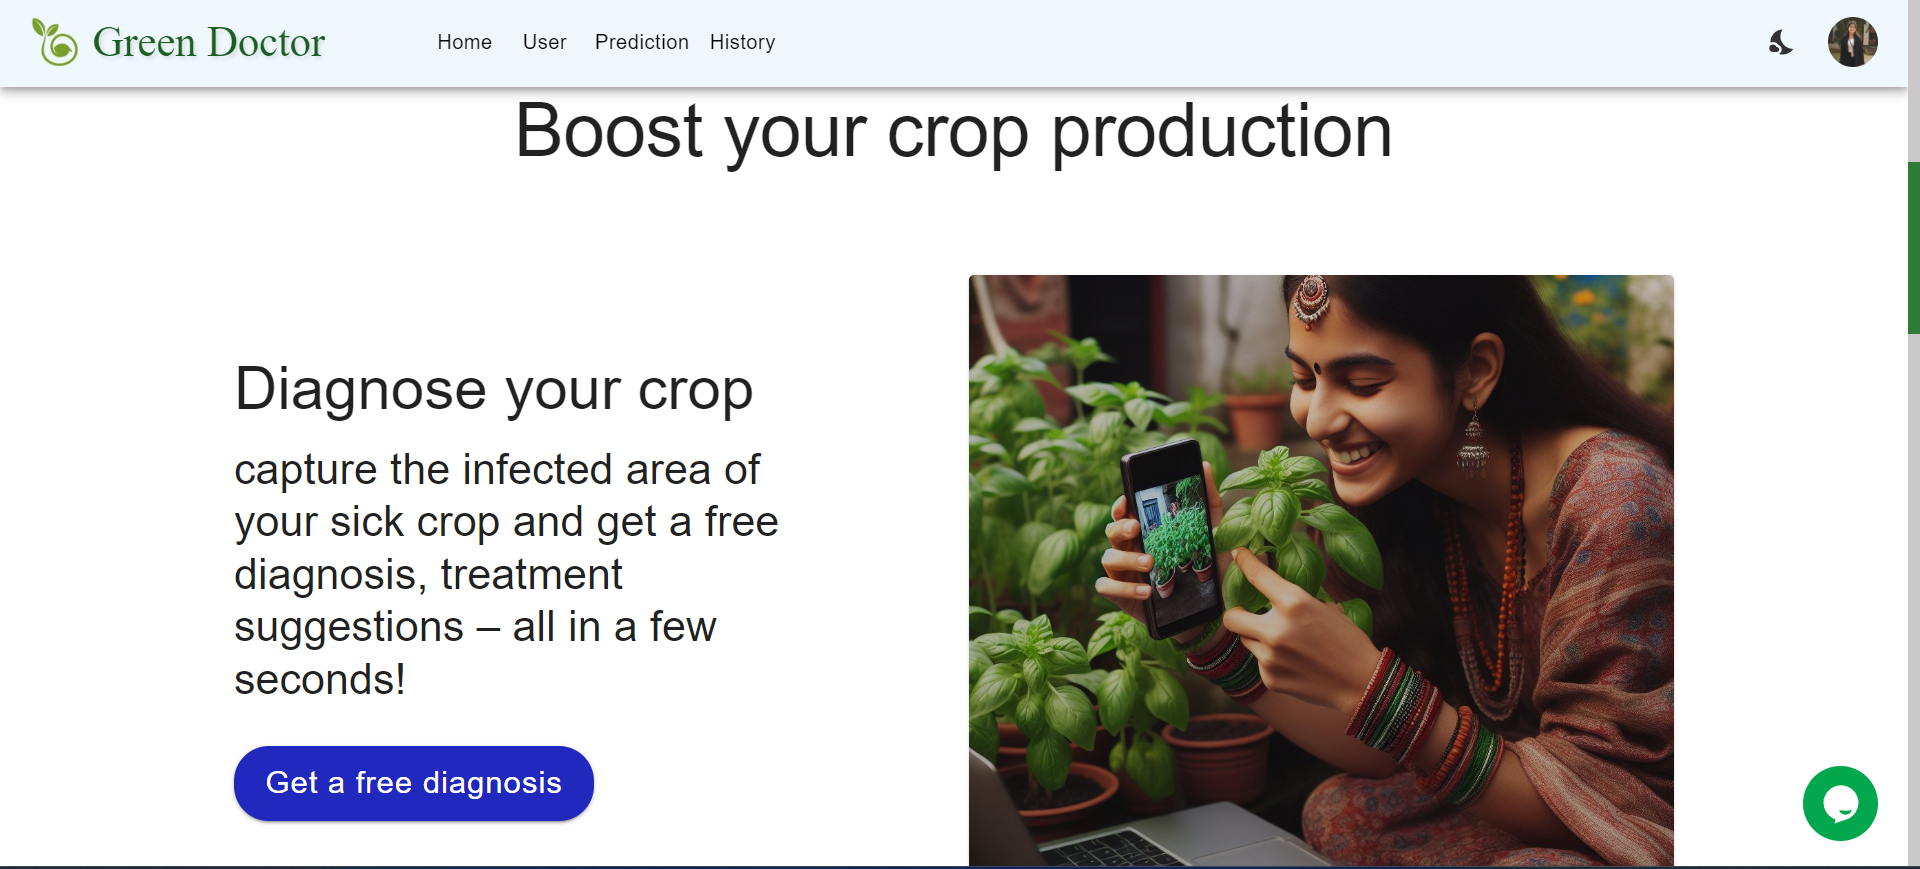 Green Doctor
Home User Prediction History
Boost your crop production
Diagnose your crop
capture the infected area of
your sick crop and get a free
diagnosis, treatment
suggestions – all in a few
seconds!
Get a free diagnosis